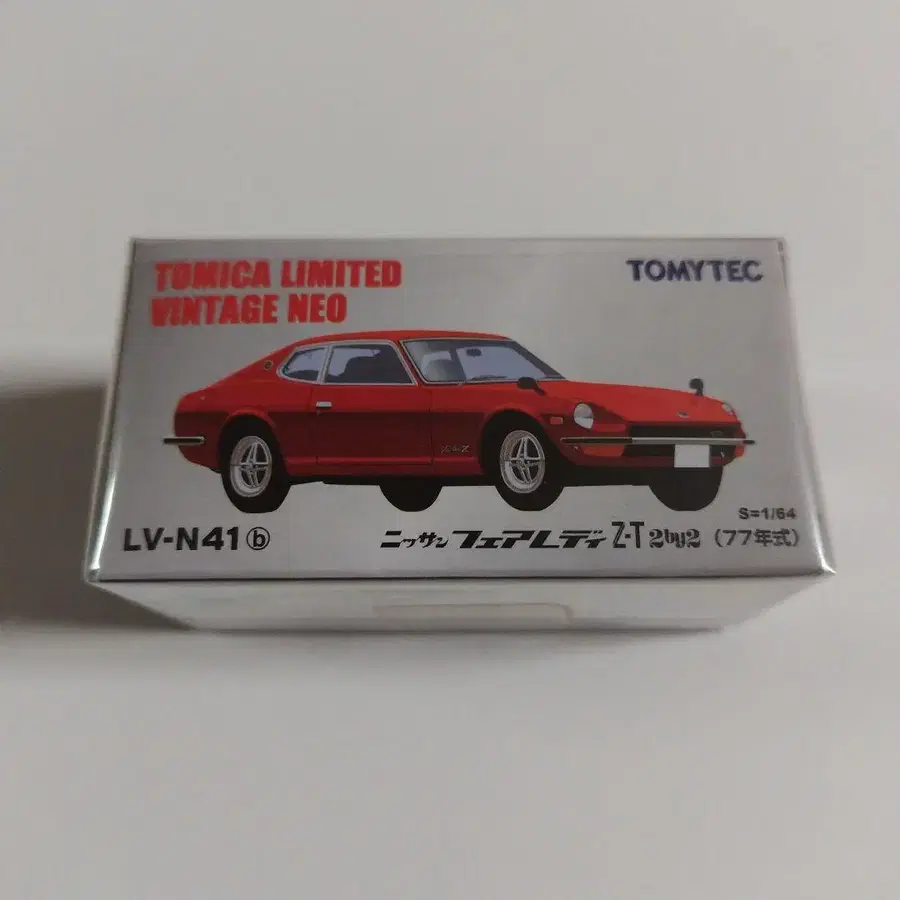 TOMICA LIMITED
VINTAGE NEO
TOMYTEC
S=1/64
LV-N41 ⓑ
ニッサン フェアレディ Z-T 2by2 (77年式)